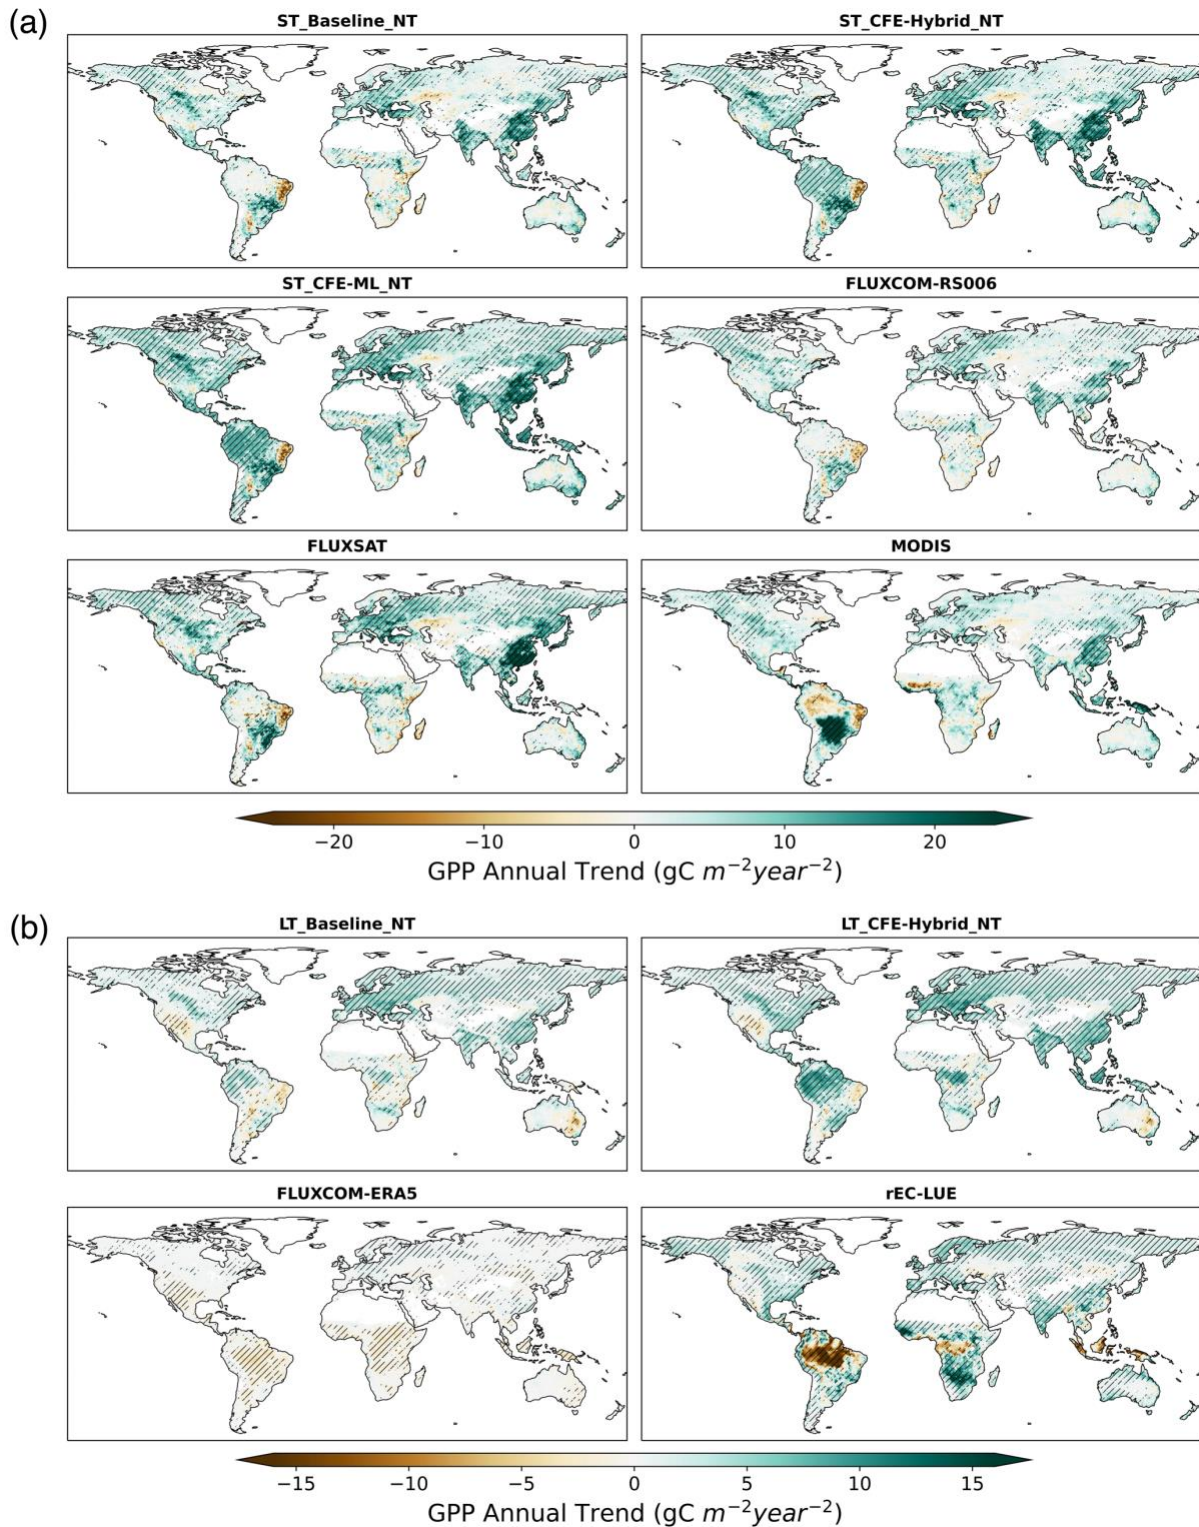 (a)
ST_Baseline_NT
ST_CFE-Hybrid_NT
ST_CFE-ML_NT
FLUXCOM-RS006
FLUXSAT
MODIS
−20 −10 0 10 20
GPP Annual Trend (gC m⁻²year⁻²)
(b)
LT_Baseline_NT
LT_CFE-Hybrid_NT
FLUXCOM-ERA5
rEC-LUE
−15 −10 −5 0 5 10 15
GPP Annual Trend (gC m⁻²year⁻²)